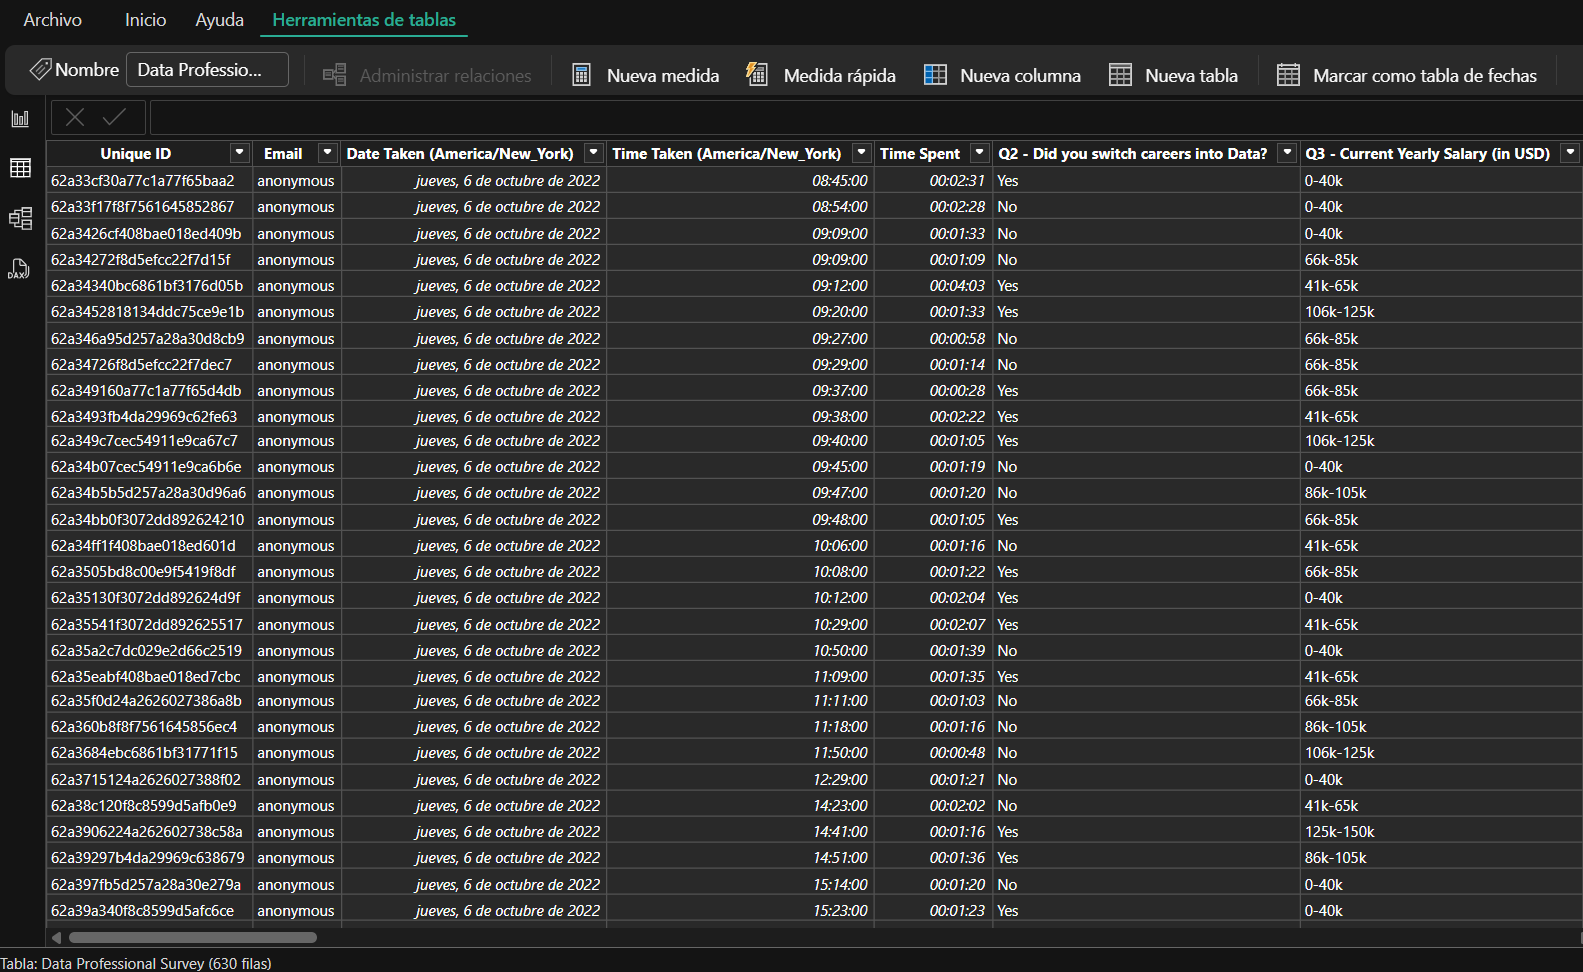 Archivo Inicio Ayuda Herramientas de tablas
Nombre Data Professio... Administrar relaciones Nueva medida Medida rápida Nueva columna Nueva tabla Marcar como tabla de fechas
Unique ID Email Date Taken (America/New_York) Time Taken (America/New_York) Time Spent Q2 - Did you switch careers into Data? Q3 - Current Yearly Salary (in USD)
62a33cf30a77c1a77f65baa2 anonymous jueves, 6 de octubre de 2022 08:45:00 00:02:31 Yes 0-40k
62a33f17f8f7561645852867 anonymous jueves, 6 de octubre de 2022 08:54:00 00:02:28 No 0-40k
62a3426cf408bae018ed409b anonymous jueves, 6 de octubre de 2022 09:09:00 00:01:33 No 0-40k
62a34272f8d5efcc22f7d15f anonymous jueves, 6 de octubre de 2022 09:09:00 00:01:09 No 66k-85k
62a34340bc6861bf3176d05b anonymous jueves, 6 de octubre de 2022 09:12:00 00:04:03 Yes 41k-65k
62a3452818134ddc75ce9e1b anonymous jueves, 6 de octubre de 2022 09:20:00 00:01:33 Yes 106k-125k
62a346a95d257a28a30d8cb9 anonymous jueves, 6 de octubre de 2022 09:27:00 00:00:58 No 66k-85k
62a34726f8d5efcc22f7dec7 anonymous jueves, 6 de octubre de 2022 09:29:00 00:01:14 No 66k-85k
62a349160a77c1a77f65d4db anonymous jueves, 6 de octubre de 2022 09:37:00 00:00:28 Yes 66k-85k
62a3493fb4da29969c62fe63 anonymous jueves, 6 de octubre de 2022 09:38:00 00:02:22 Yes 41k-65k
62a349c7cec54911e9ca67c7 anonymous jueves, 6 de octubre de 2022 09:40:00 00:01:05 Yes 106k-125k
62a34b07cec54911e9ca6b6e anonymous jueves, 6 de octubre de 2022 09:45:00 00:01:19 No 0-40k
62a34b5b5d257a28a30d96a6 anonymous jueves, 6 de octubre de 2022 09:47:00 00:01:20 No 86k-105k
62a34bb0f3072dd892624210 anonymous jueves, 6 de octubre de 2022 09:48:00 00:01:05 Yes 66k-85k
62a34ff1f408bae018ed601d anonymous jueves, 6 de octubre de 2022 10:06:00 00:01:16 No 41k-65k
62a3505bd8c00e9f5419f8df anonymous jueves, 6 de octubre de 2022 10:08:00 00:01:22 Yes 66k-85k
62a35130f3072dd892624d9f anonymous jueves, 6 de octubre de 2022 10:12:00 00:02:04 Yes 0-40k
62a35541f3072dd892625517 anonymous jueves, 6 de octubre de 2022 10:29:00 00:02:07 Yes 41k-65k
62a35a2c7dc029e2d66c2519 anonymous jueves, 6 de octubre de 2022 10:50:00 00:01:39 No 0-40k
62a35eabf408bae018ed7cbc anonymous jueves, 6 de octubre de 2022 11:09:00 00:01:35 Yes 41k-65k
62a35f0d24a2626027386a8b anonymous jueves, 6 de octubre de 2022 11:11:00 00:01:03 No 66k-85k
62a360b8f8f7561645856ec4 anonymous jueves, 6 de octubre de 2022 11:18:00 00:01:16 No 86k-105k
62a3684ebc6861bf31771f15 anonymous jueves, 6 de octubre de 2022 11:50:00 00:00:48 No 106k-125k
62a3715124a2626027388f02 anonymous jueves, 6 de octubre de 2022 12:29:00 00:01:21 No 0-40k
62a38c120f8c8599d5afb0e9 anonymous jueves, 6 de octubre de 2022 14:23:00 00:02:02 No 41k-65k
62a3906224a262602738c58a anonymous jueves, 6 de octubre de 2022 14:41:00 00:01:16 Yes 125k-150k
62a39297b4da29969c638679 anonymous jueves, 6 de octubre de 2022 14:51:00 00:01:36 Yes 86k-105k
62a397fb5d257a28a30e279a anonymous jueves, 6 de octubre de 2022 15:14:00 00:01:20 No 0-40k
62a39a340f8c8599d5afc6ce anonymous jueves, 6 de octubre de 2022 15:23:00 00:01:23 Yes 0-40k
DAX
Tabla: Data Professional Survey (630 filas)